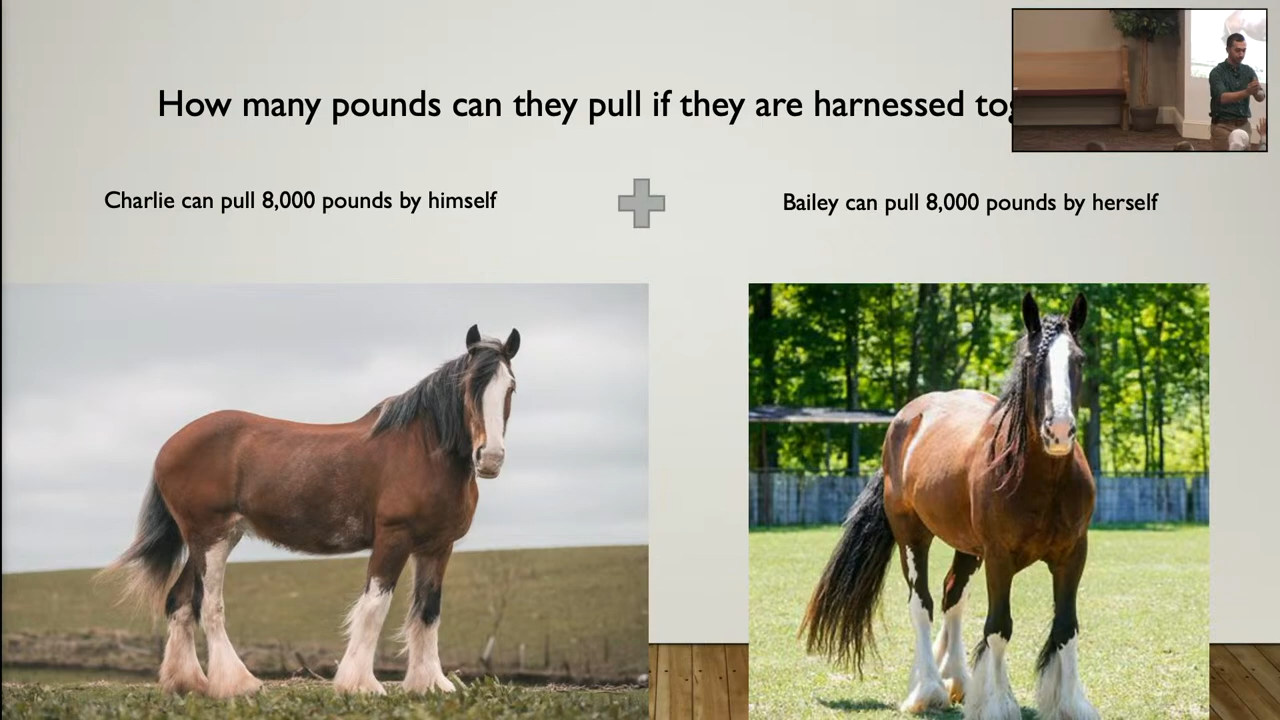 How many pounds can they pull if they are harnessed
Charlie can pull 8,000 pounds by himself
Bailey can pull 8,000 pounds by herself